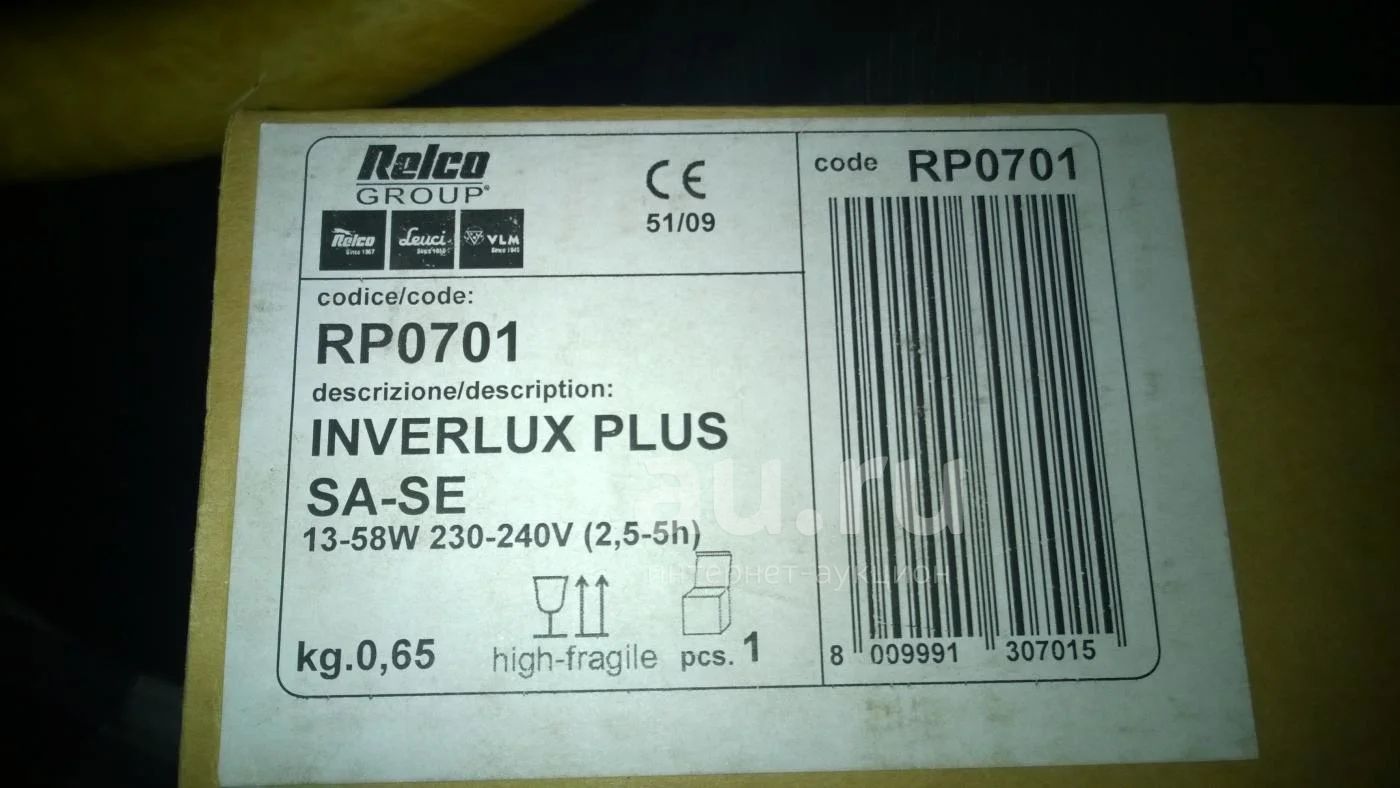 Relco
GROUP®
Relco
Since 1967
Leuci
VLM
Since 1945
CE
51/09
codice/code:
RP0701
descrizione/description:
INVERLUX PLUS
SA-SE
13-58W 230-240V (2,5-5h)
kg.0,65
high-fragile
pcs. 1
code RP0701
8 009991 307015
au.ru
интернет-аукцион